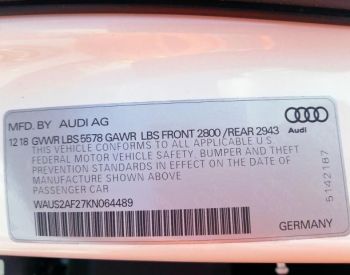 MFD. BY AUDI AG
12 18 GVWR LBS 5578 GAWR LBS FRONT 2800 /REAR 2943
THIS VEHICLE CONFORMS TO ALL APPLICABLE U.S.
FEDERAL MOTOR VEHICLE SAFETY, BUMPER AND THEFT
PREVENTION STANDARDS IN EFFECT ON THE DATE OF
MANUFACTURE SHOWN ABOVE.
PASSENGER CAR
WAUS2AF27KN064489
GERMANY
Audi
5142187